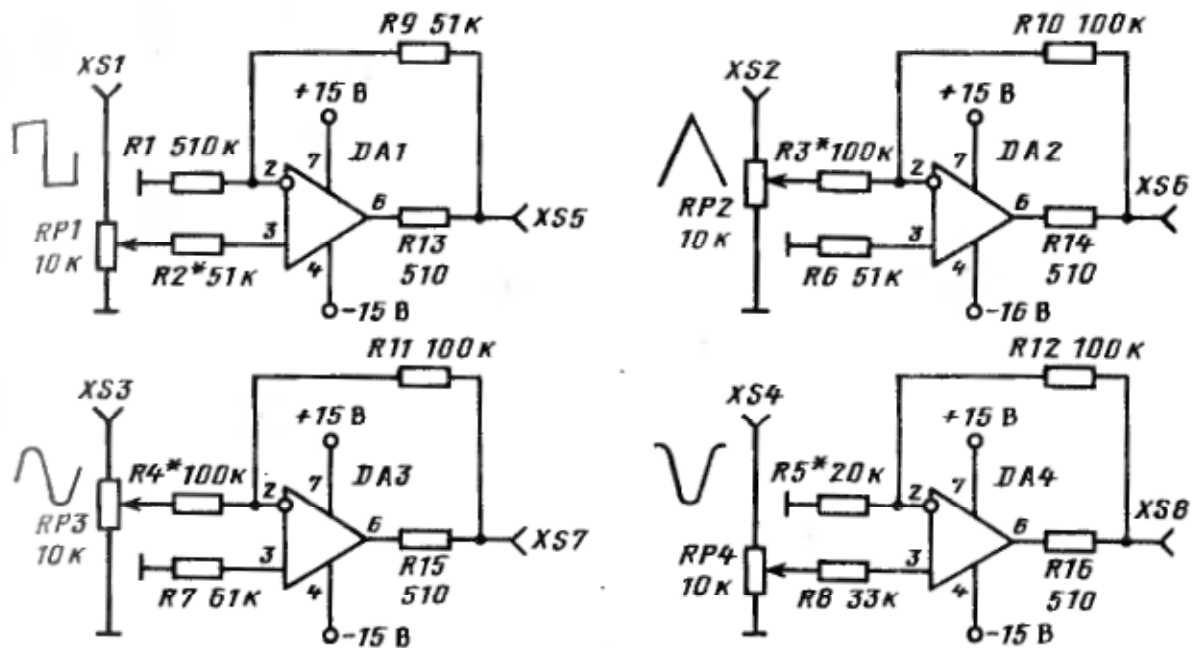 R9 51к
XS1
+15 В
R1 510к
DA1
7
2
6
XS5
RP1
10к
3
R13
510
R2*51к
4
-15 В
R10 100к
XS2
+15 В
R3*100к
DA2
7
2
6
XS6
RP2
10к
3
R14
510
R6 51к
4
-16 В
R11 100к
XS3
+15 В
R4*100к
DA3
7
2
6
XS7
RP3
10к
3
R15
510
R7 61к
4
-15 В
R12 100к
XS4
+15 В
R5*20к
DA4
7
2
6
XS8
RP4
10к
3
R16
510
R8 33к
4
-15 В